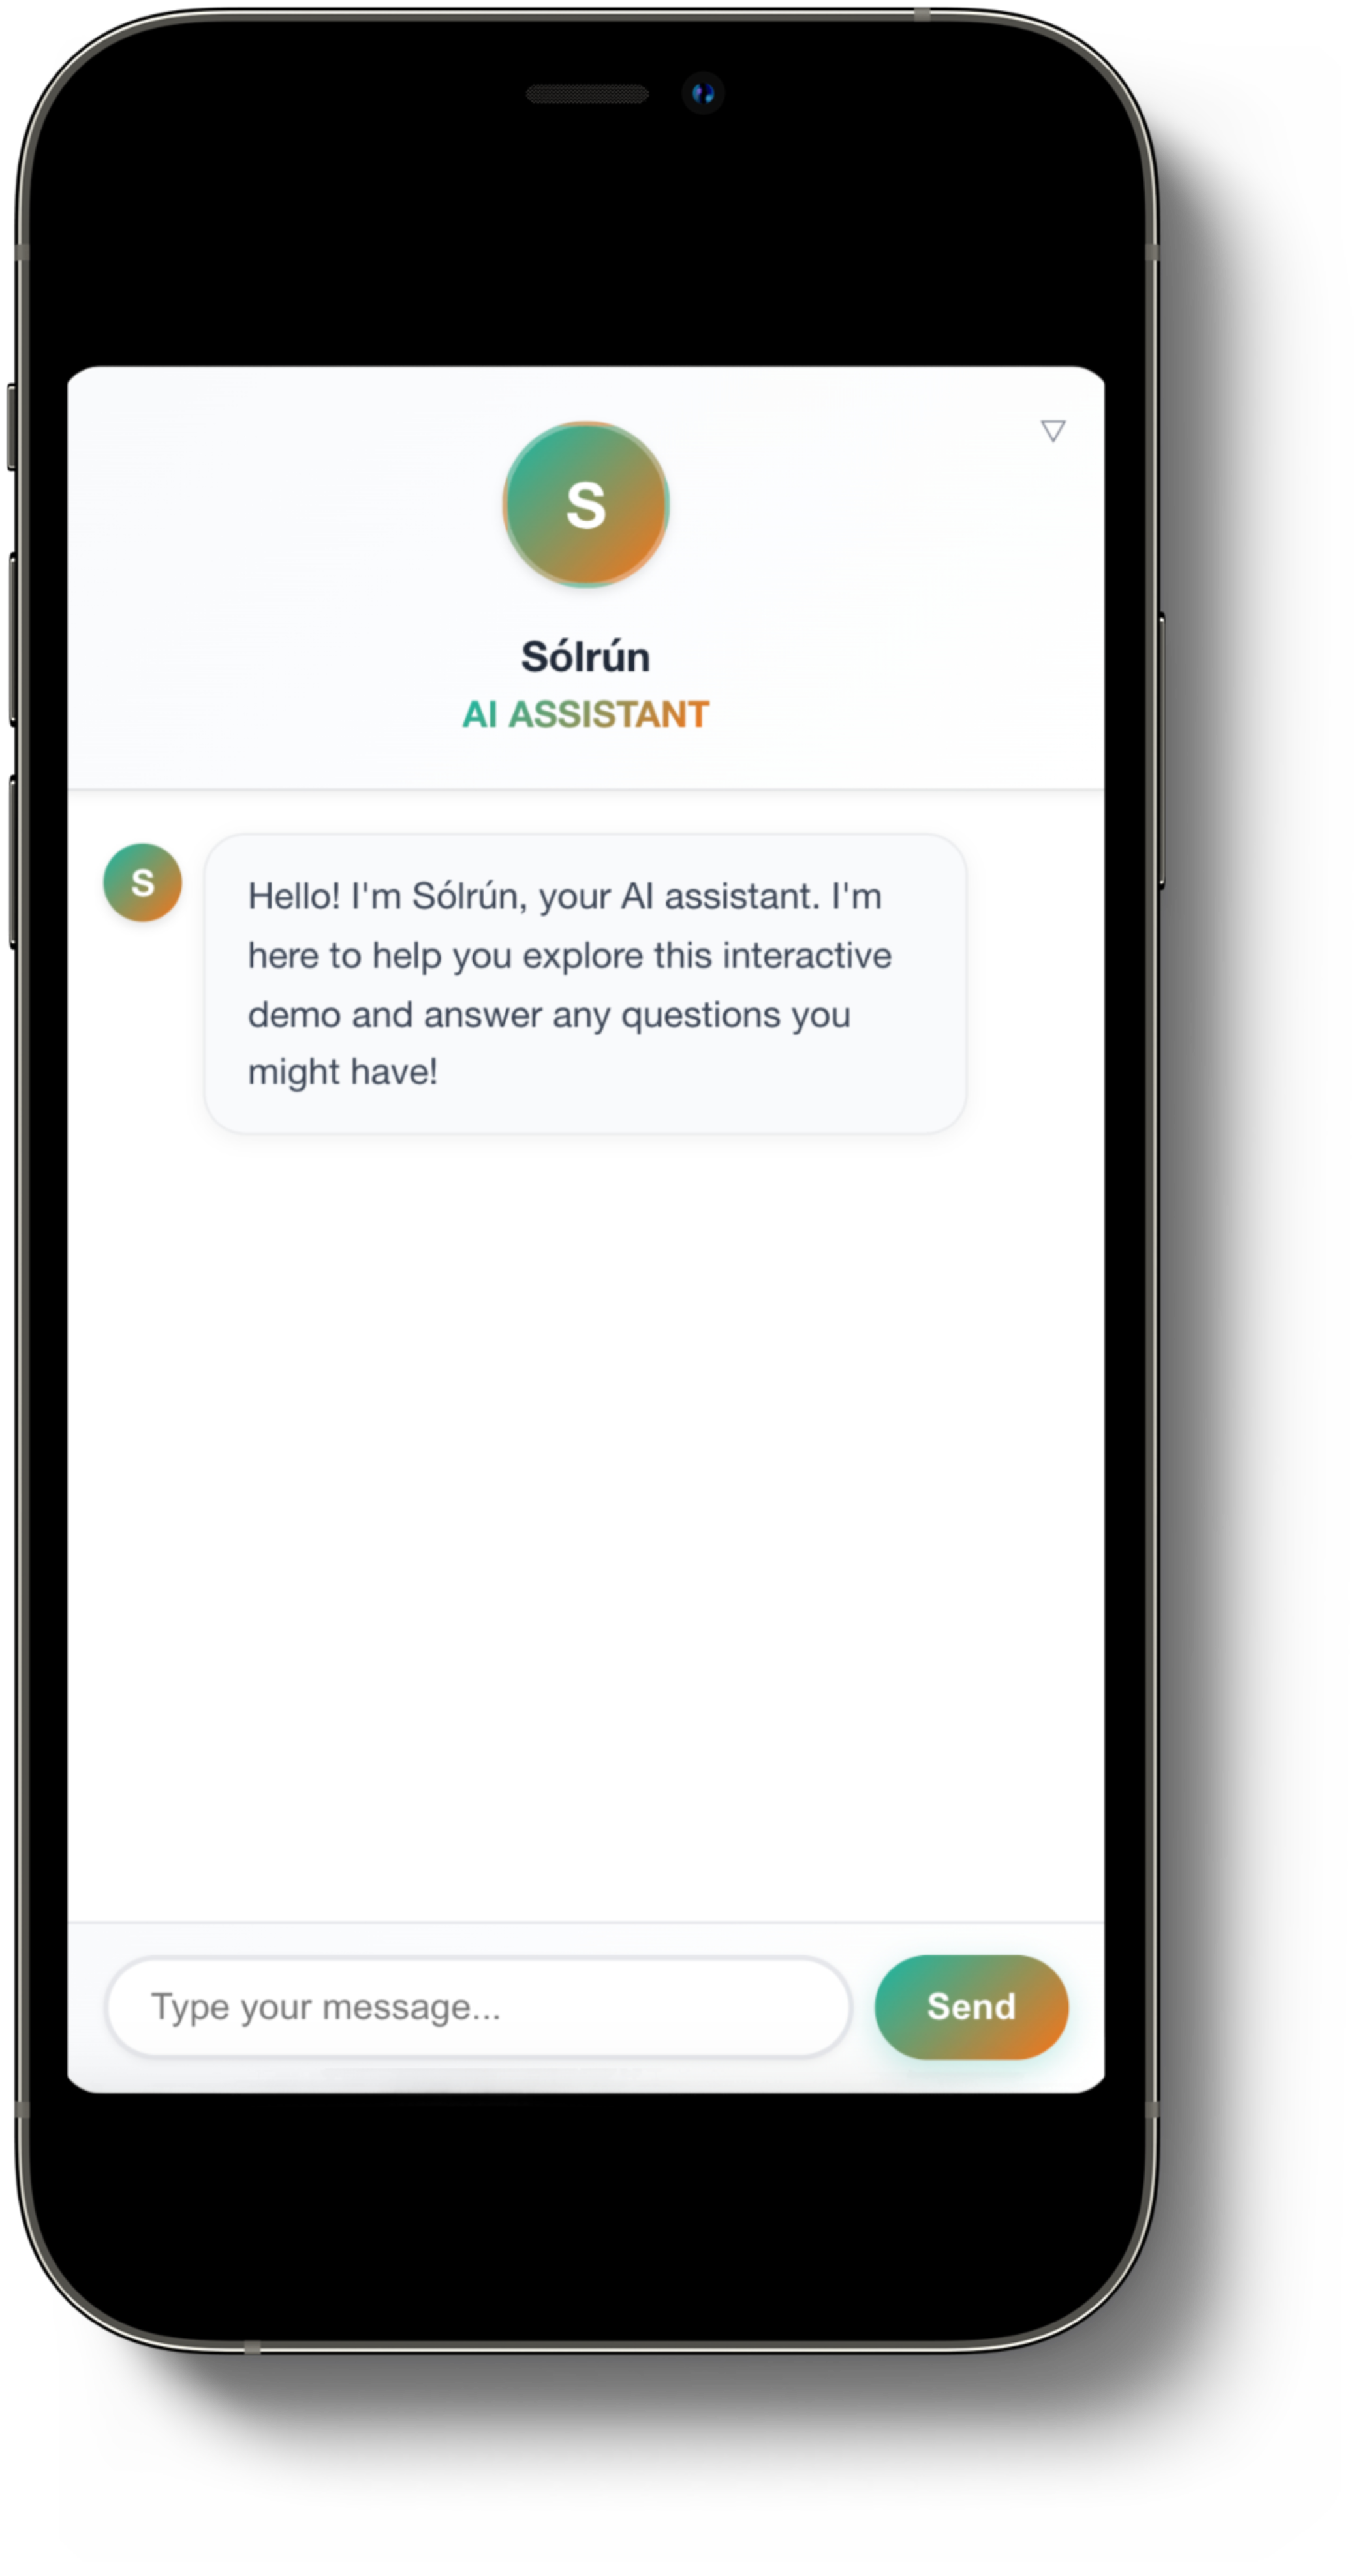 S
Sólrún
AI ASSISTANT
S
Hello! I'm Sólrún, your AI assistant. I'm
here to help you explore this interactive
demo and answer any questions you
might have!
Type your message...
Send